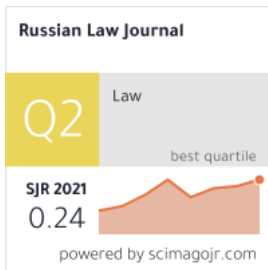 Russian Law Journal
Q2
Law
best quartile
SJR 2021
0.24
powered by scimagojr.com